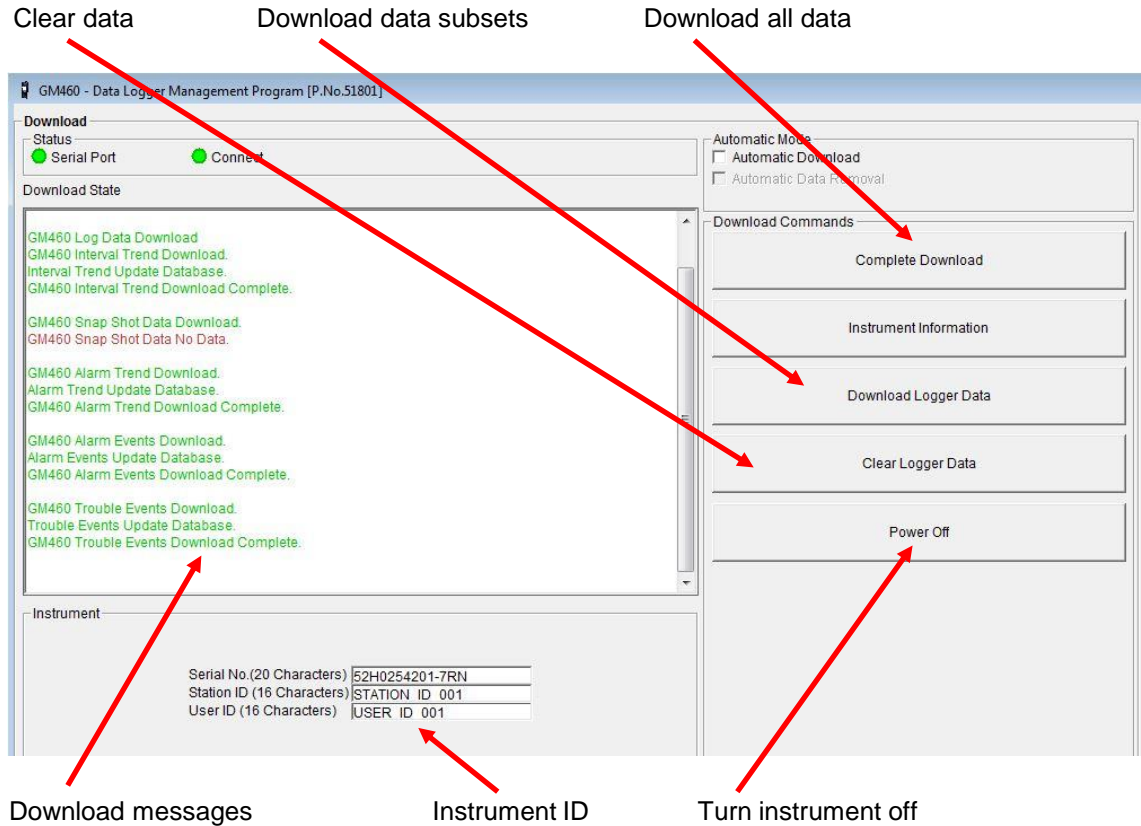 Clear data Download data subsets Download all data
GM460 - Data Logger Management Program [P.No.51801]
Download
Status
Serial Port Connect
Automatic Mode
Automatic Download
Automatic Data Removal
Download State
GM460 Log Data Download
GM460 Interval Trend Download.
Interval Trend Update Database.
GM460 Interval Trend Download Complete.
GM460 Snap Shot Data Download.
GM460 Snap Shot Data No Data.
GM460 Alarm Trend Download.
Alarm Trend Update Database.
GM460 Alarm Trend Download Complete.
GM460 Alarm Events Download.
Alarm Events Update Database.
GM460 Alarm Events Download Complete.
GM460 Trouble Events Download.
Trouble Events Update Database.
GM460 Trouble Events Download Complete.
Download Commands
Complete Download
Instrument Information
Download Logger Data
Clear Logger Data
Power Off
Instrument
Serial No.(20 Characters) 52H0254201-7RN
Station ID (16 Characters) STATION ID 001
User ID (16 Characters) USER ID 001
Download messages Instrument ID Turn instrument off